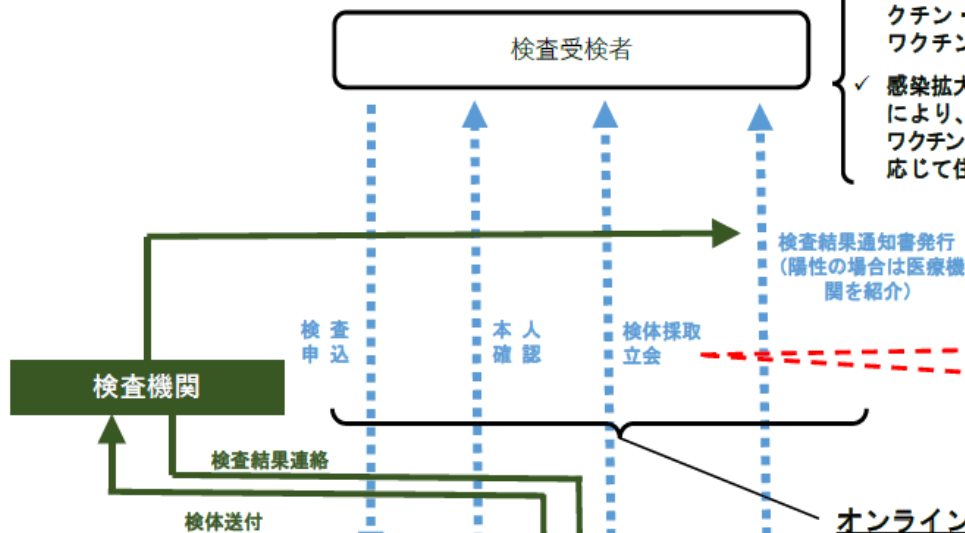 クチン・
ワクチン
検査受検者
✓ 感染拡大
により、
ワクチン
応じて住
検査結果通知書発行
(陽性の場合は医療機
関を紹介)
検 査
申 込
本 人
確 認
検体採取
立会
検査機関
検査結果連絡
検体送付
オンライン